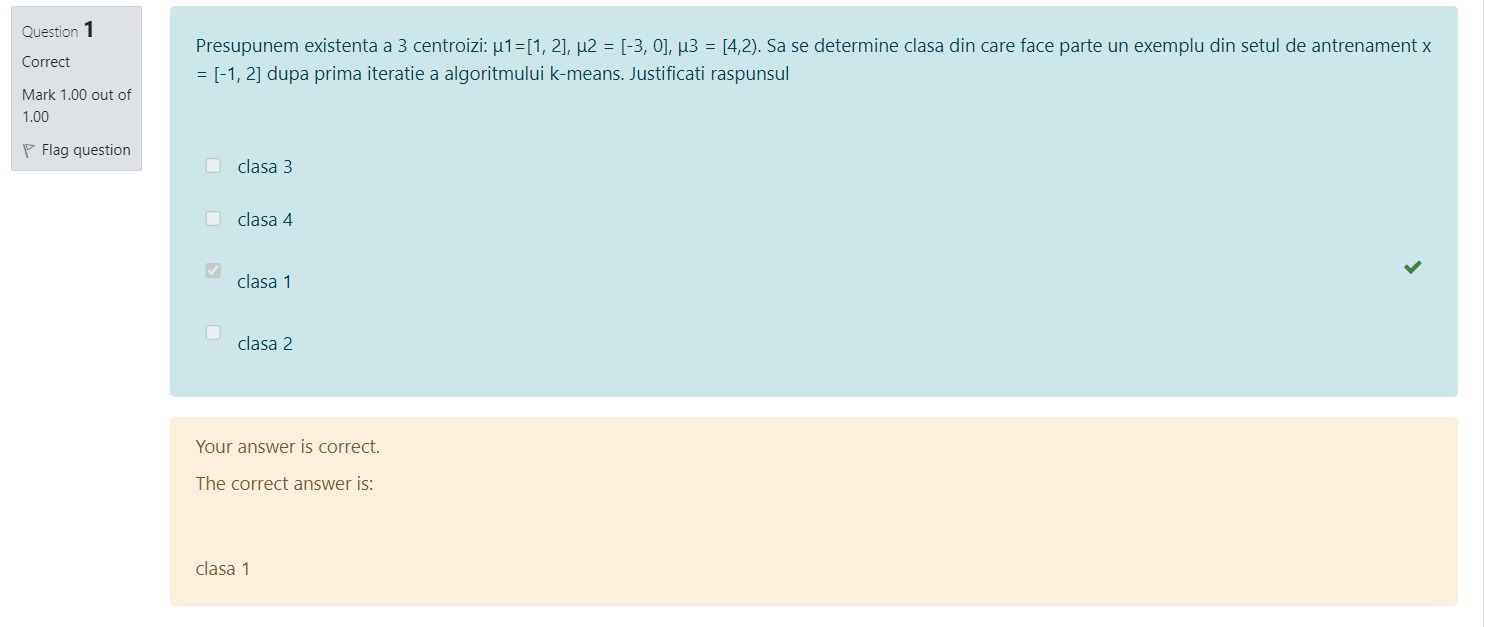 Question 1
Correct
Mark 1.00 out of
1.00
Flag question
Presupunem existenta a 3 centroizi: µ1=[1, 2], µ2 = [-3, 0], µ3 = [4,2). Sa se determine clasa din care face parte un exemplu din setul de antrenament x
= [-1, 2] dupa prima iteratie a algoritmului k-means. Justificati raspunsul
clasa 3
clasa 4
clasa 1
clasa 2
Your answer is correct.
The correct answer is:
clasa 1